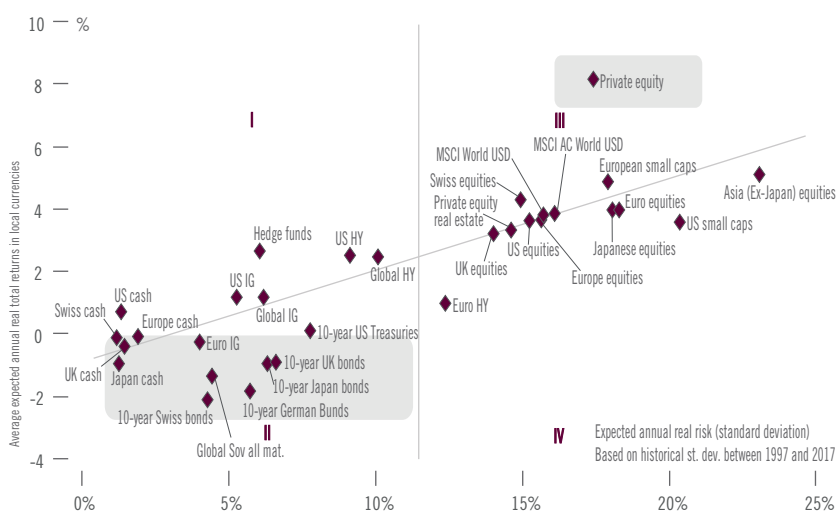 10 %
8
6
4
2
0
-2
-4
Average expected annual real total returns in local currencies
I
III
II
IV
Private equity
MSCI World USD
MSCI AC World USD
European small caps
Swiss equities
Asia (Ex-Japan) equities
Private equity
real estate
Euro equities
US small caps
US equities
Japanese equities
UK equities
Europe equities
Hedge funds
US HY
Global HY
US IG
Global IG
Euro HY
US cash
Swiss cash
Europe cash
10-year US Treasuries
Euro IG
UK cash
Japan cash
10-year UK bonds
10-year Japan bonds
10-year Swiss bonds
10-year German Bunds
Global Sov all mat.
Expected annual real risk (standard deviation)
Based on historical st. dev. between 1997 and 2017
0% 5% 10% 15% 20% 25%